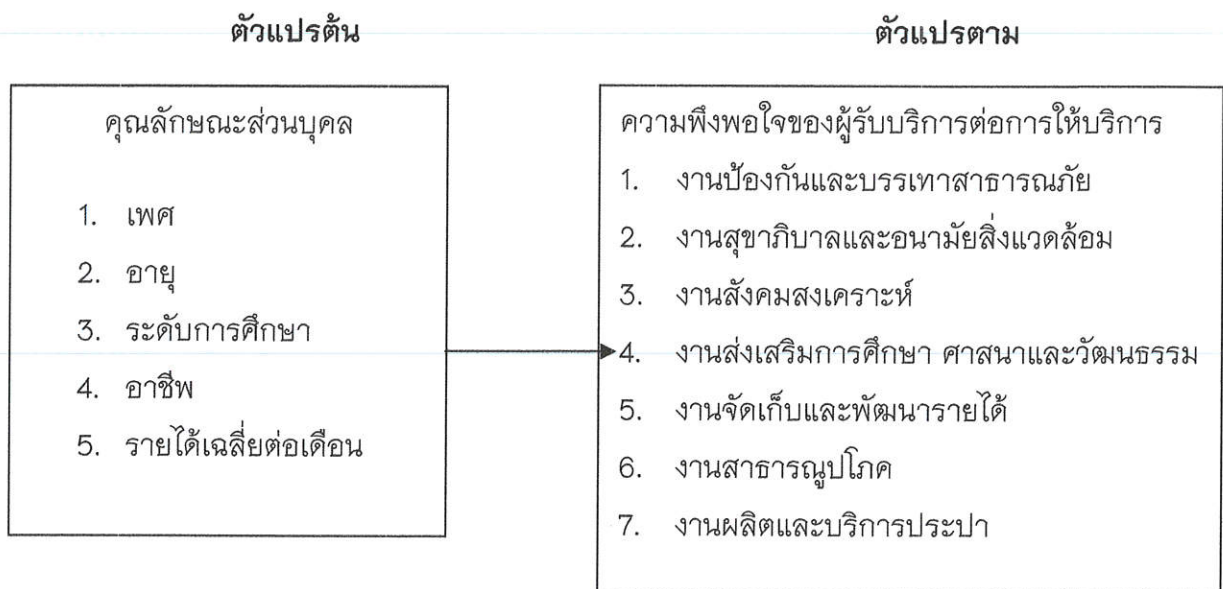 ตัวแปรต้น
ตัวแปรตาม
คุณลักษณะส่วนบุคคล
1. เพศ
2. อายุ
3. ระดับการศึกษา
4. อาชีพ
5. รายได้เฉลี่ยต่อเดือน
ความพึงพอใจของผู้รับบริการต่อการให้บริการ
1. งานป้องกันและบรรเทาสาธารณภัย
2. งานสุขาภิบาลและอนามัยสิ่งแวดล้อม
3. งานสังคมสงเคราะห์
4. งานส่งเสริมการศึกษา ศาสนาและวัฒนธรรม
5. งานจัดเก็บและพัฒนารายได้
6. งานสาธารณูปโภค
7. งานผลิตและบริการประปา